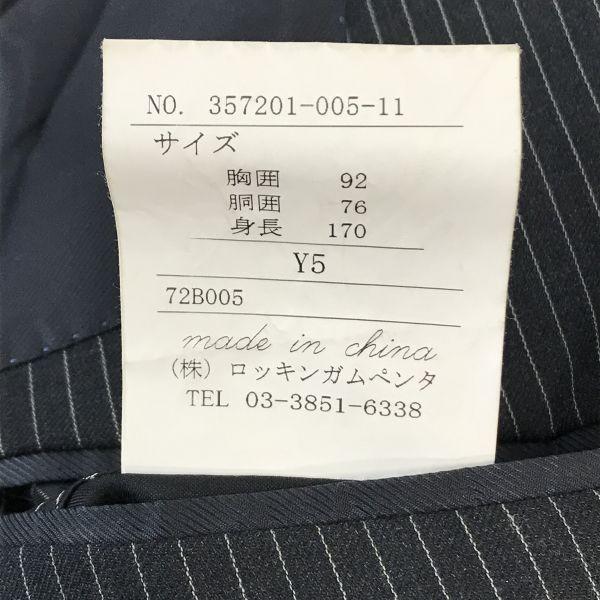 NO. 357201-005-11
サイズ
胸囲 92
胴囲 76
身長 170
Y5
72B005
made in china
(株) ロッキンガムペンタ
TEL 03-3851-6338